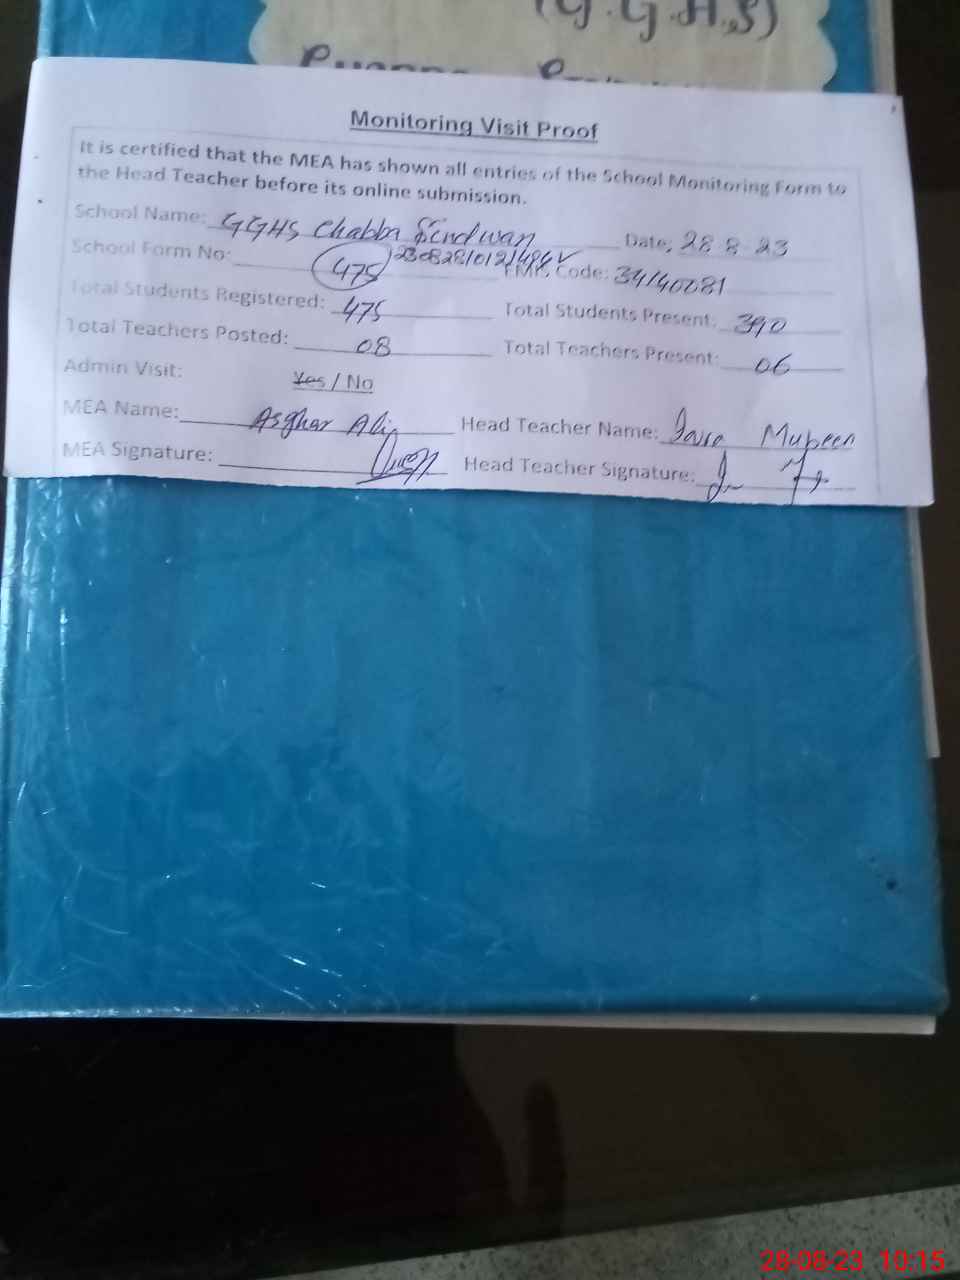 (G.G.H.S)
Monitoring Visit Proof
It is certified that the MEA has shown all entries of the School Monitoring Form to
the Head Teacher before its online submission.
School Name: GGHS Chabba Sindwan Date: 28-8-23
School Form No: 475 EMIS Code: 34140081
Total Students Registered: 475 Total Students Present: 390
Total Teachers Posted: 08 Total Teachers Present: 06
Admin Visit: Yes / No
MEA Name: Asghar Ali Head Teacher Name: Mubeen
MEA Signature: Head Teacher Signature:
28-08-23 10:15